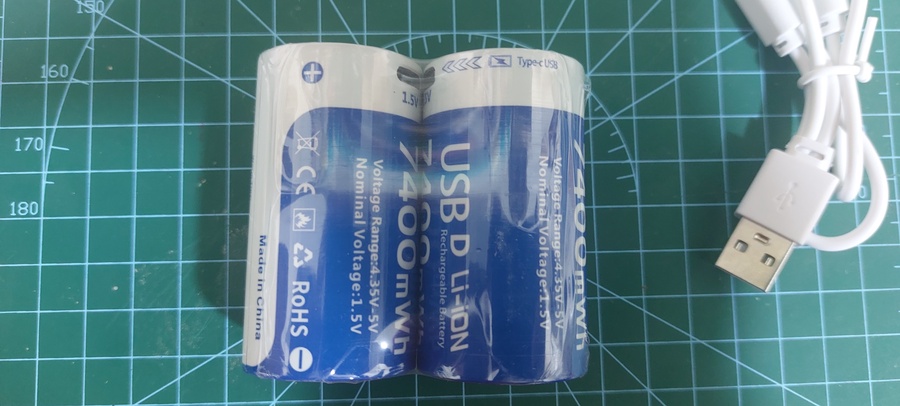 150
160
170
180
1.5V
Type-c USB
CE
RoHS
Made in China
Voltage Range:4.35V-5V
Nominal Voltage:1.5V
7400mWh
USB D Li-ION
Rechargeable Battery
Voltage Range:4.35V-5V
Nominal Voltage:1.5V
7400mWh